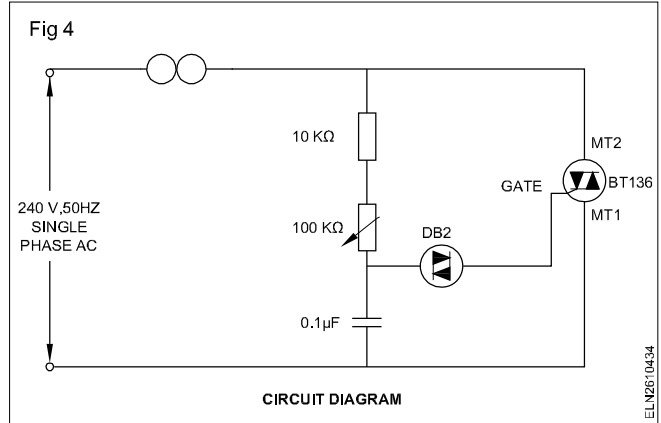 Fig 4
10 KΩ
MT2
GATE
BT136
MT1
240 V,50HZ
SINGLE
PHASE AC
100 KΩ
DB2
0.1µF
CIRCUIT DIAGRAM
ELN2610434